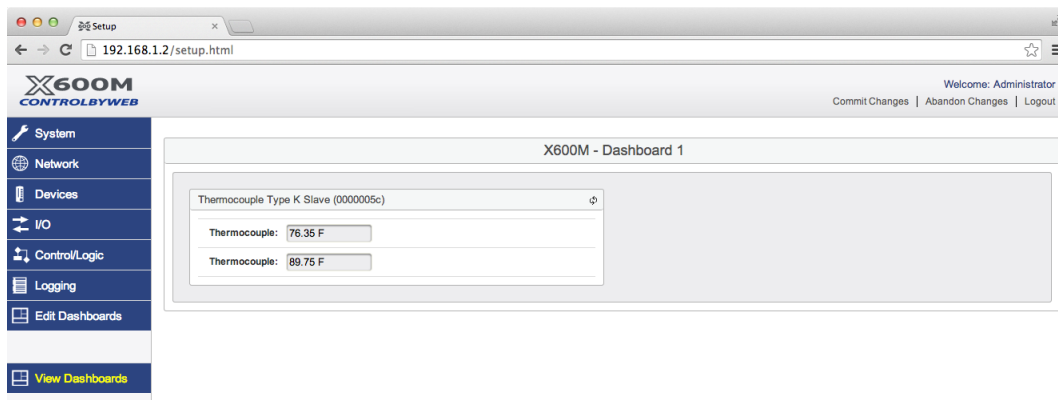 Setup
192.168.1.2/setup.html
X600M
CONTROLBYWEB
Welcome: Administrator
Commit Changes | Abandon Changes | Logout
System
Network
Devices
I/O
Control/Logic
Logging
Edit Dashboards
View Dashboards
X600M - Dashboard 1
Thermocouple Type K Slave (0000005c)
Thermocouple: 76.35 F
Thermocouple: 89.75 F